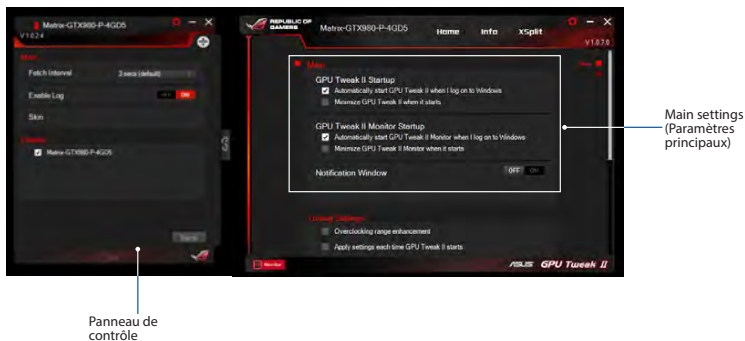 Matrix-GTX980-P-4GD5
V1.0.2.4
Main
Fetch Interval
3 secs (default)
Enable Log
OFF ON
Skin
Matrix-GTX980-P-4GD5
REPUBLIC OF GAMERS
Matrix-GTX980-P-4GD5
Home Info XSplit
V1.0.7.0
Main
GPU Tweak II Startup
Automatically start GPU Tweak II when I log on to Windows
Minimize GPU Tweak II when it starts
GPU Tweak II Monitor Startup
Automatically start GPU Tweak II Monitor when I log on to Windows
Minimize GPU Tweak II Monitor when it starts
Notification Window
OFF ON
Overclocking range enhancement
Apply settings each time GPU Tweak II starts
Monitor
ASUS GPU Tweak II
Main settings
(Paramètres
principaux)
Panneau de
contrôle